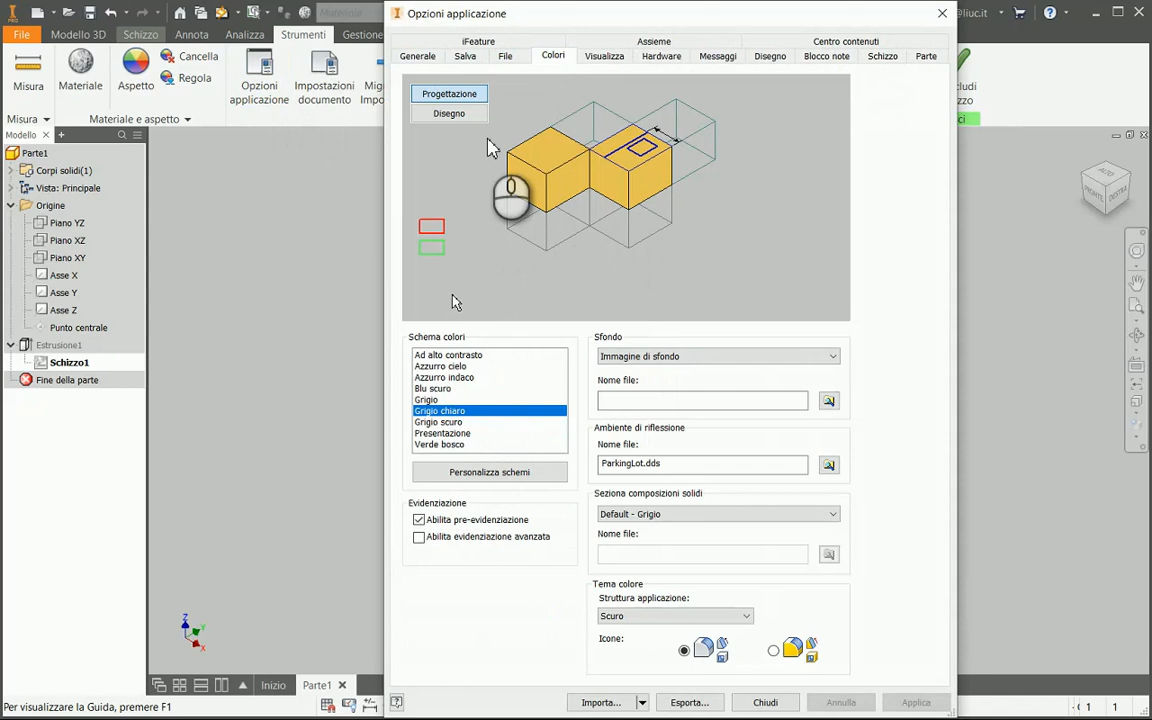 Opzioni applicazione
@liuc.it
File
Modello 3D
Schizzo
Annota
Analizza
Strumenti
Gestione
Misura
Materiale
Aspetto
Cancella
Regola
Opzioni
applicazione
Impostazioni
documento
Misura
Materiale e aspetto
iFeature
Assieme
Centro contenuti
Generale
Salva
File
Colori
Visualizza
Hardware
Messaggi
Disegno
Blocco note
Schizzo
Parte
Modello
Parte1
Corpi solidi(1)
Vista: Principale
Origine
Piano YZ
Piano XZ
Piano XY
Asse X
Asse Y
Asse Z
Punto centrale
Estrusione1
Schizzo1
Fine della parte
Progettazione
Disegno
Schema colori
Ad alto contrasto
Azzurro cielo
Azzurro indaco
Blu scuro
Grigio
Grigio chiaro
Grigio scuro
Presentazione
Verde bosco
Personalizza schemi
Evidenziazione
Abilita pre-evidenziazione
Abilita evidenziazione avanzata
Sfondo
Immagine di sfondo
Nome file:
Ambiente di riflessione
Nome file:
ParkingLot.dds
Seziona composizioni solidi
Default - Grigio
Nome file:
Tema colore
Struttura applicazione:
Scuro
Icone:
Importa...
Esporta...
Chiudi
Annulla
Applica
ALTO
DESTRA
Z
Y
X
Inizio
Parte1
Per visualizzare la Guida, premere F1
1
1